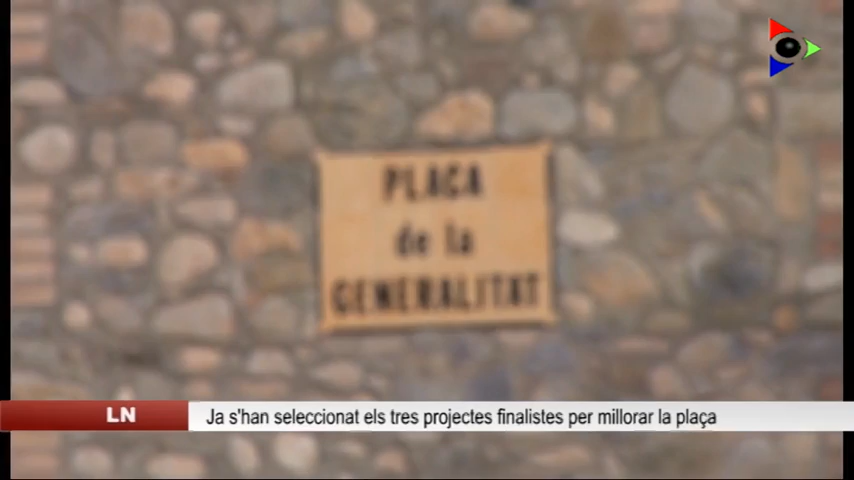 PLAÇA
de la
GENERALITAT
LN
Ja s'han seleccionat els tres projectes finalistes per millorar la plaça